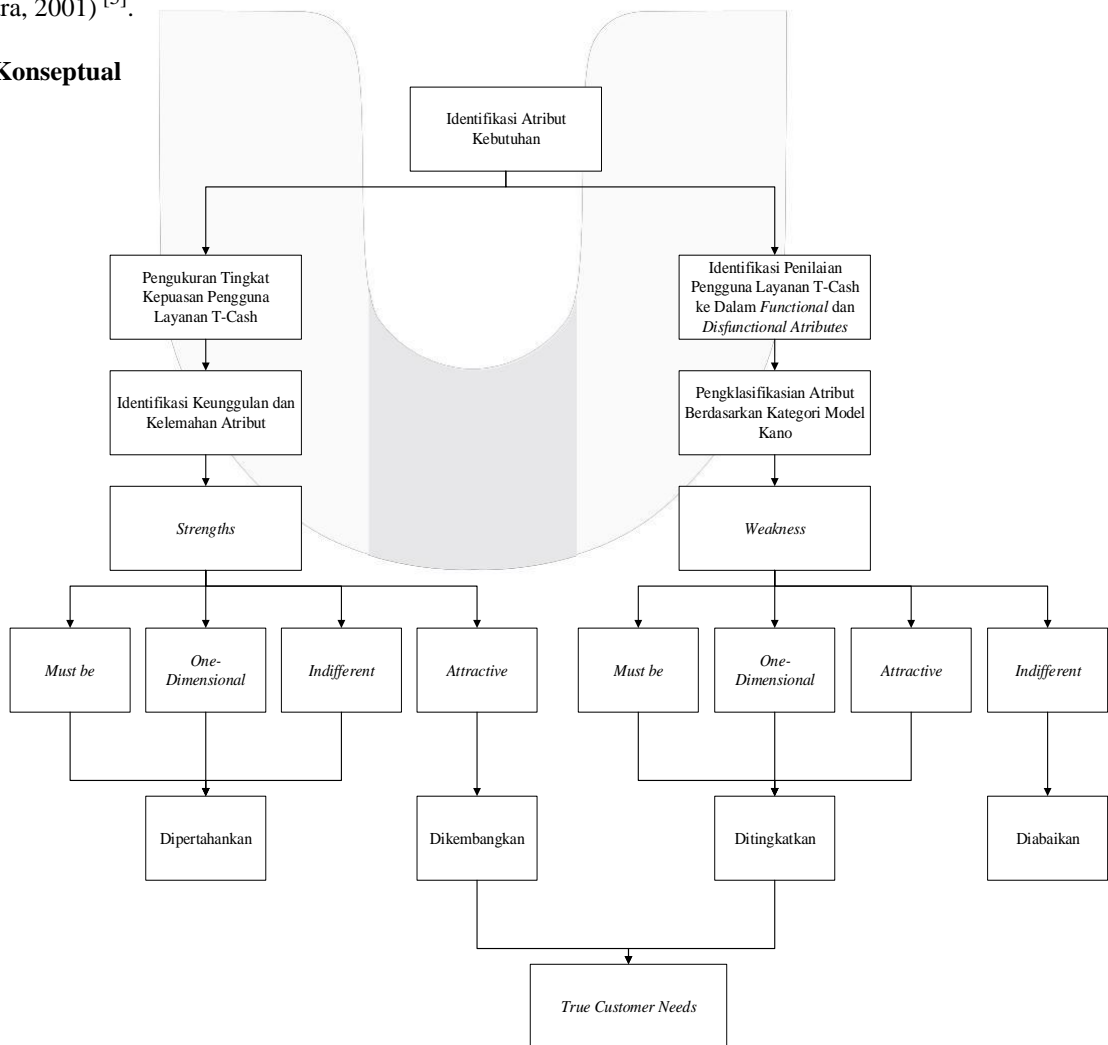 ra, 2001) [5].
Konseptual
Identifikasi Atribut
Kebutuhan
Pengukuran Tingkat
Kepuasan Pengguna
Layanan T-Cash
Identifikasi Penilaian
Pengguna Layanan T-Cash
ke Dalam Functional dan
Disfunctional Atributes
Identifikasi Keunggulan dan
Kelemahan Atribut
Pengklasifikasian Atribut
Berdasarkan Kategori Model
Kano
Strengths
Weakness
Must be
One-
Dimensional
Indifferent
Attractive
Must be
One-
Dimensional
Attractive
Indifferent
Dipertahankan
Dikembangkan
Ditingkatkan
Diabaikan
True Customer Needs